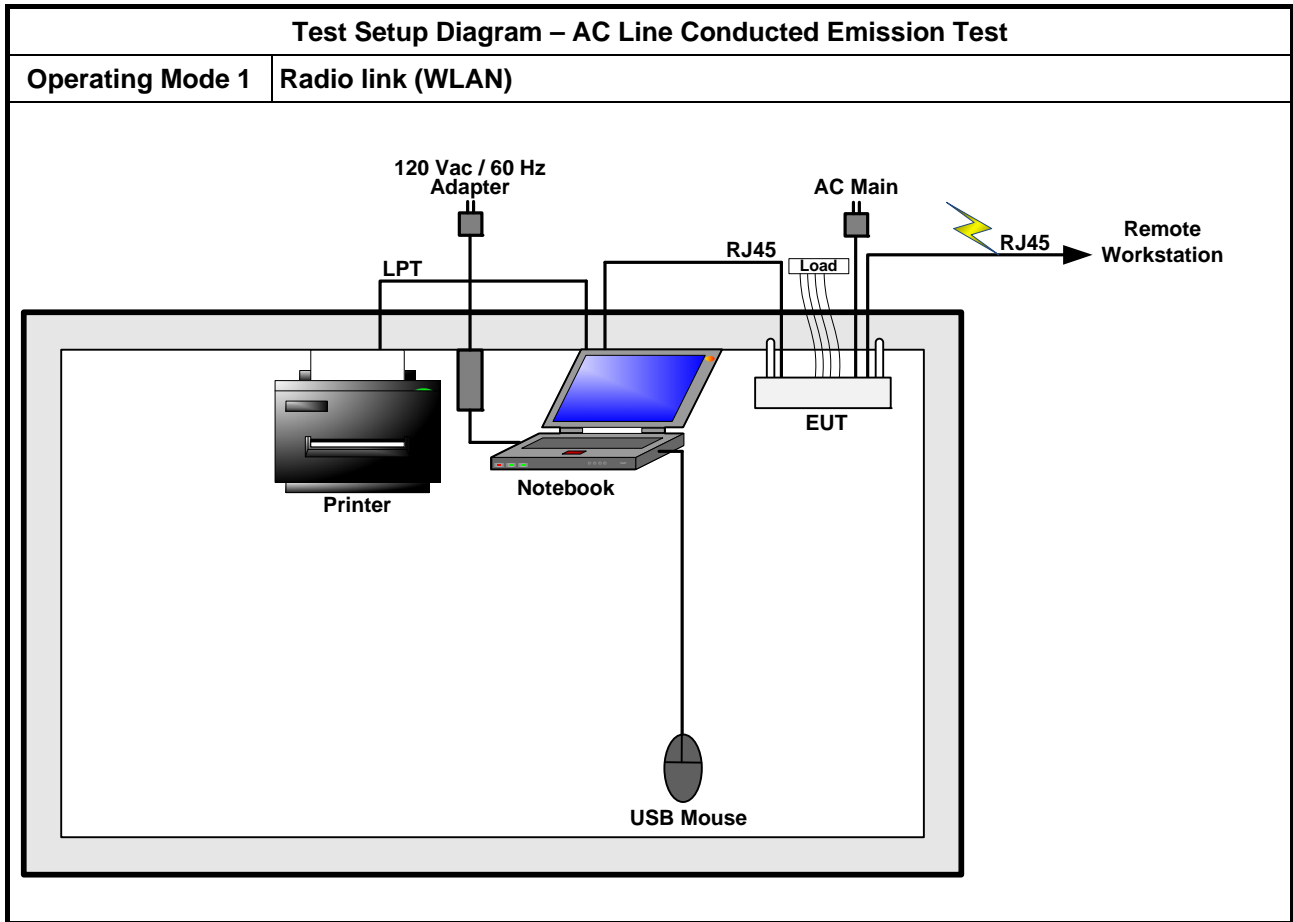 Test Setup Diagram – AC Line Conducted Emission Test
Operating Mode 1
Radio link (WLAN)
120 Vac / 60 Hz
Adapter
AC Main
LPT
RJ45
Load
RJ45
Remote
Workstation
EUT
Notebook
Printer
USB Mouse